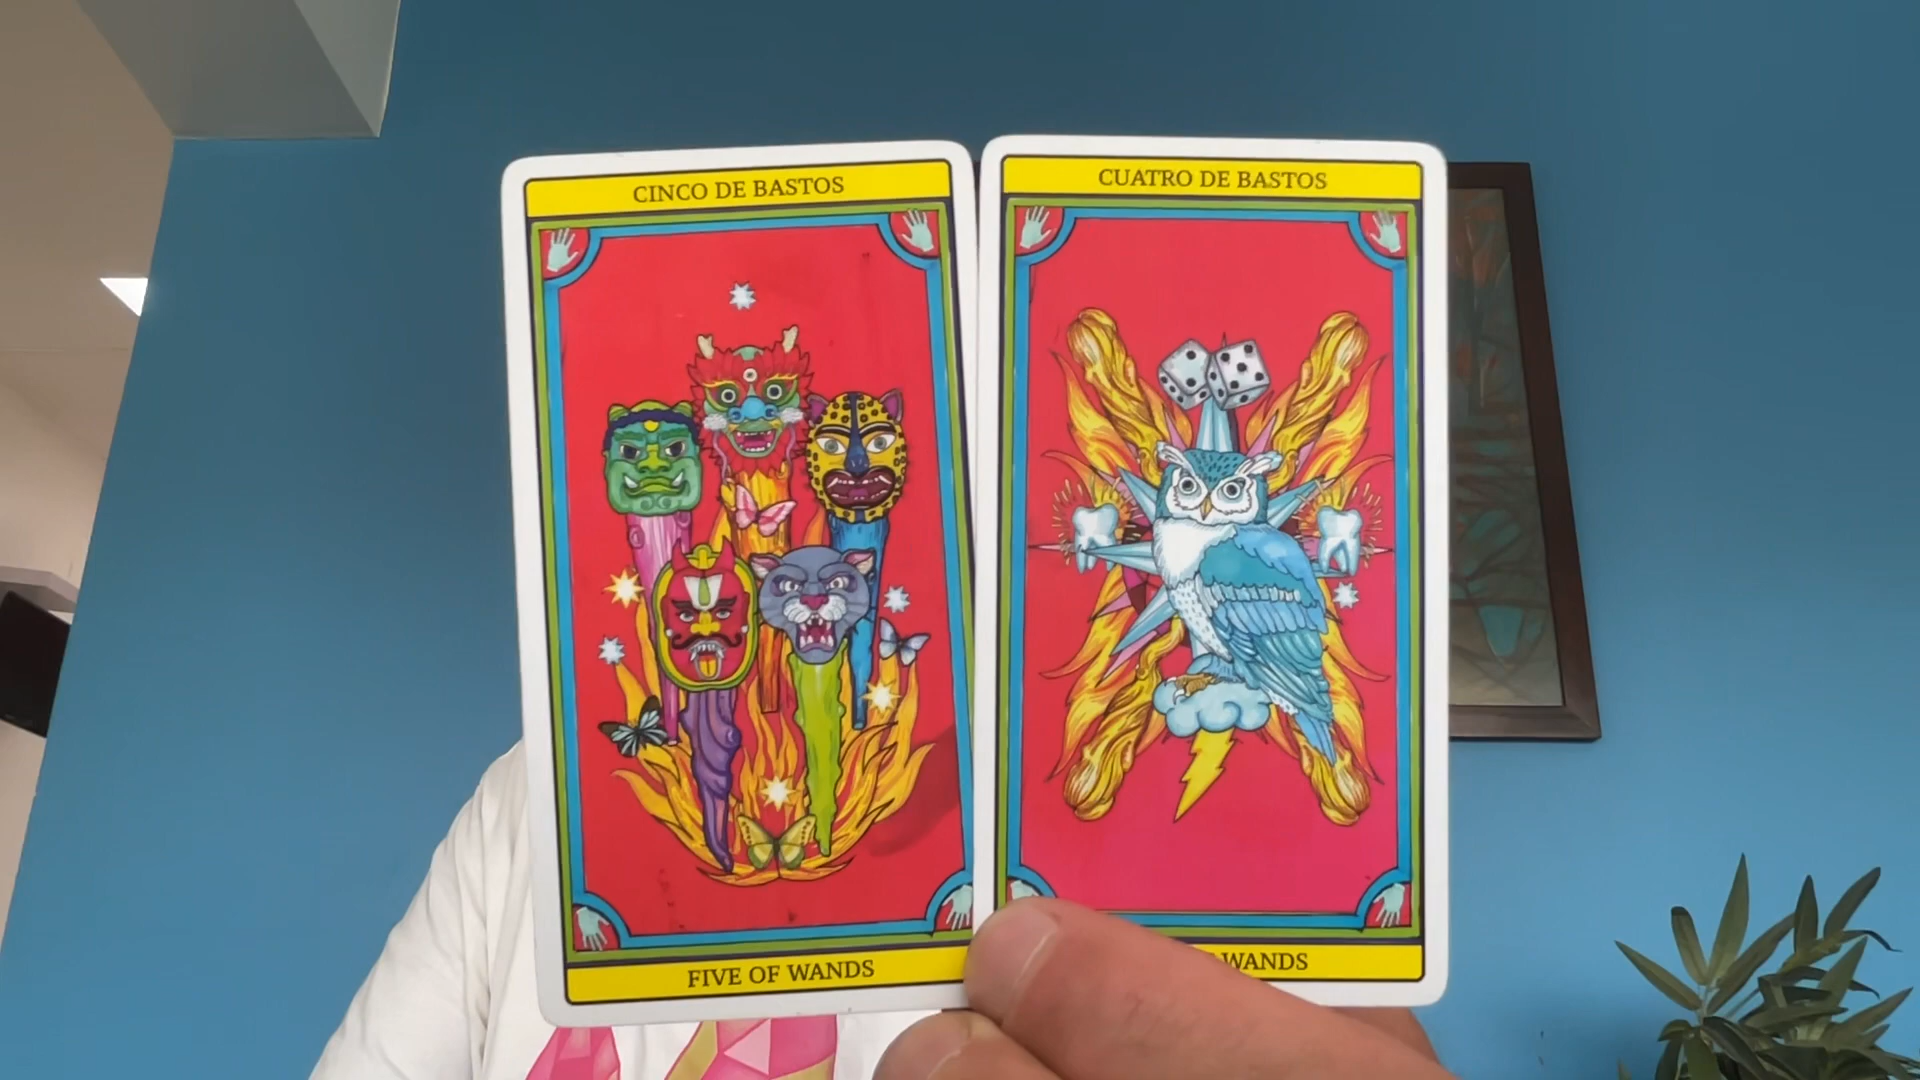 CINCO DE BASTOS
FIVE OF WANDS
CUATRO DE BASTOS
WANDS